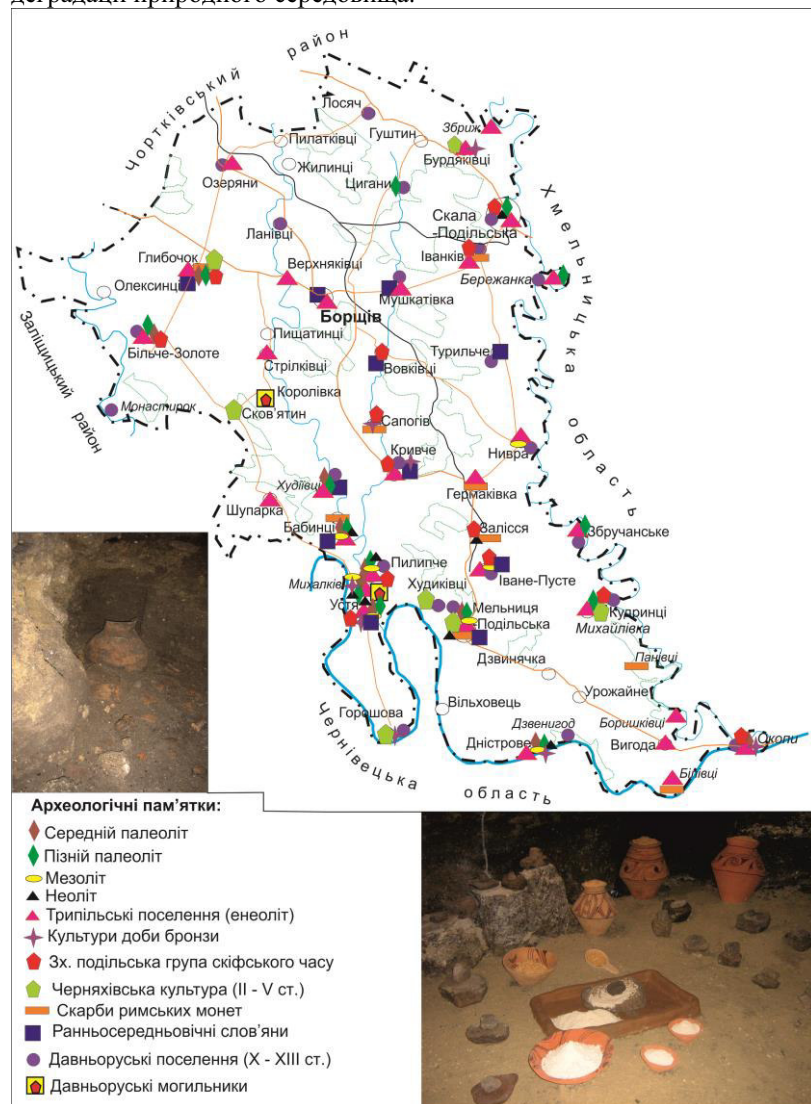 деградації природного середовища.
Чортківський район
Лосяч
Збриж
Пилатківці
Гуштин
Бурдяківці
Жилинці
Озеряни
Цигани
Хмельницька область
Скала
-Подільська
Ланівці
Глибочок
Верхняківці
Іванків
Олексинці
Мушкатівка
Бережанка
Борщів
Заліщицький район
Більче-Золоте
Пищатинці
Стрілківці
Вовківці
Турильче
Королівка
Монастирок
Сков'ятин
Сапогів
Кривче
Нивра
Худіївці
Гермаківка
Шупарка
Бабинці
Залісся
Збручанське
Пилипче
Михалків
Худиківці
Іване-Пусте
Устя
Мельниця
Подільська
Кудринці
Михайлівка
Дзвинячка
Панівці
Урожайне
Вільховець
Горошова
Дзвенигод
Боришківці
Дністрове
Вигода
Окопи
Білівці
Чернівецька область
Археологічні пам'ятки:
Середній палеоліт
Пізній палеоліт
Мезоліт
Неоліт
Трипільські поселення (енеоліт)
Культури доби бронзи
Зх. подільська група скіфського часу
Черняхівська культура (II - V ст.)
Скарби римських монет
Ранньосередньовічні слов'яни
Давньоруські поселення (X - XIII ст.)
Давньоруські могильники